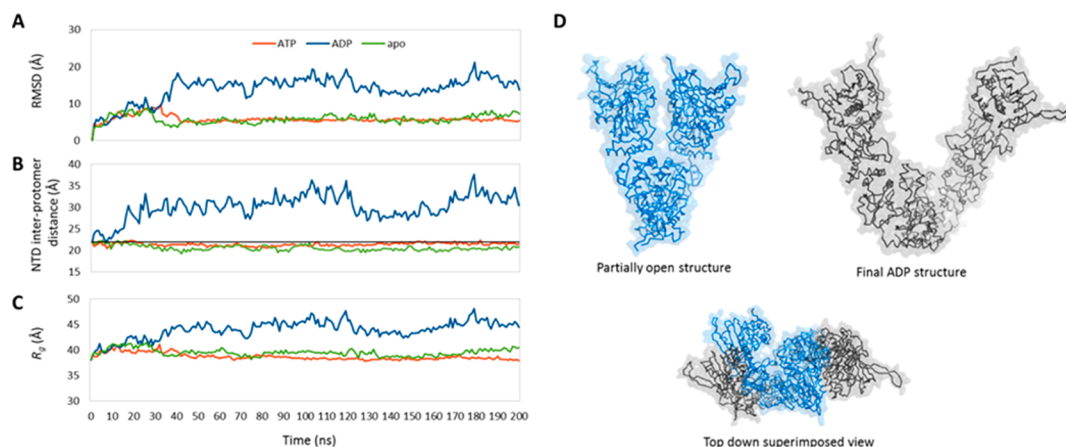 A
RMSD (Å)
30
20
10
0
ATP ADP apo
B
NTD inter-protomer
distance (Å)
40
35
30
25
20
15
C
Rg (Å)
50
45
40
35
30
0 10 20 30 40 50 60 70 80 90 100 110 120 130 140 150 160 170 180 190 200
Time (ns)
D
Partially open structure
Final ADP structure
Top down superimposed view